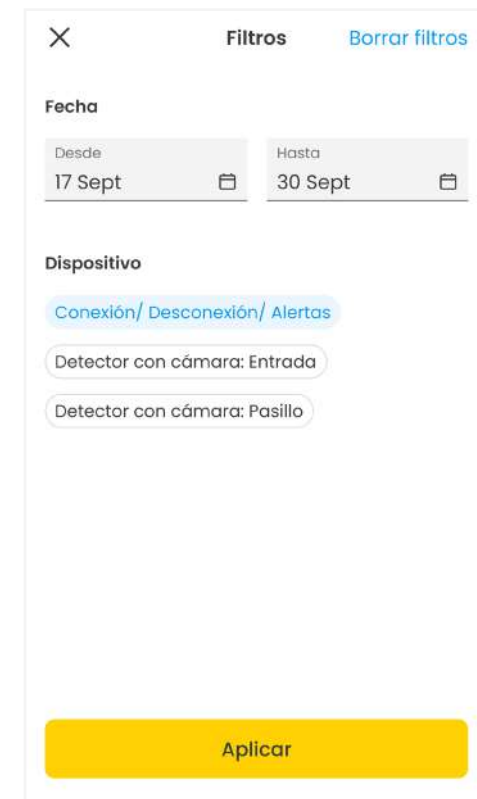 Filtros
Borrar filtros
Fecha
Desde
17 Sept
Hasta
30 Sept
Dispositivo
Conexión/ Desconexión/ Alertas
Detector con cámara: Entrada
Detector con cámara: Pasillo
Aplicar